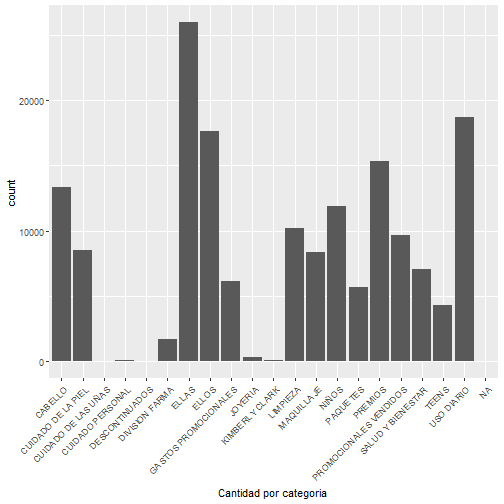 count
20000
10000
0
CABELLO
CUIDADO DE LA PIEL
CUIDADO DE LAS UÑAS
CUIDADO PERSONAL
DESCONTINUADOS
DIVISION FARMA
ELLAS
ELLOS
GASTOS PROMOCIONALES
JOYERIA
KIMBERLY CLARK
LIMPIEZA
MAQUILLAJE
NIÑOS
PAQUETES
PREMIOS
PROMOCIONALES VENDIDOS
SALUD Y BIENESTAR
TEENS
USO DIARIO
NA
Cantidad por categoria